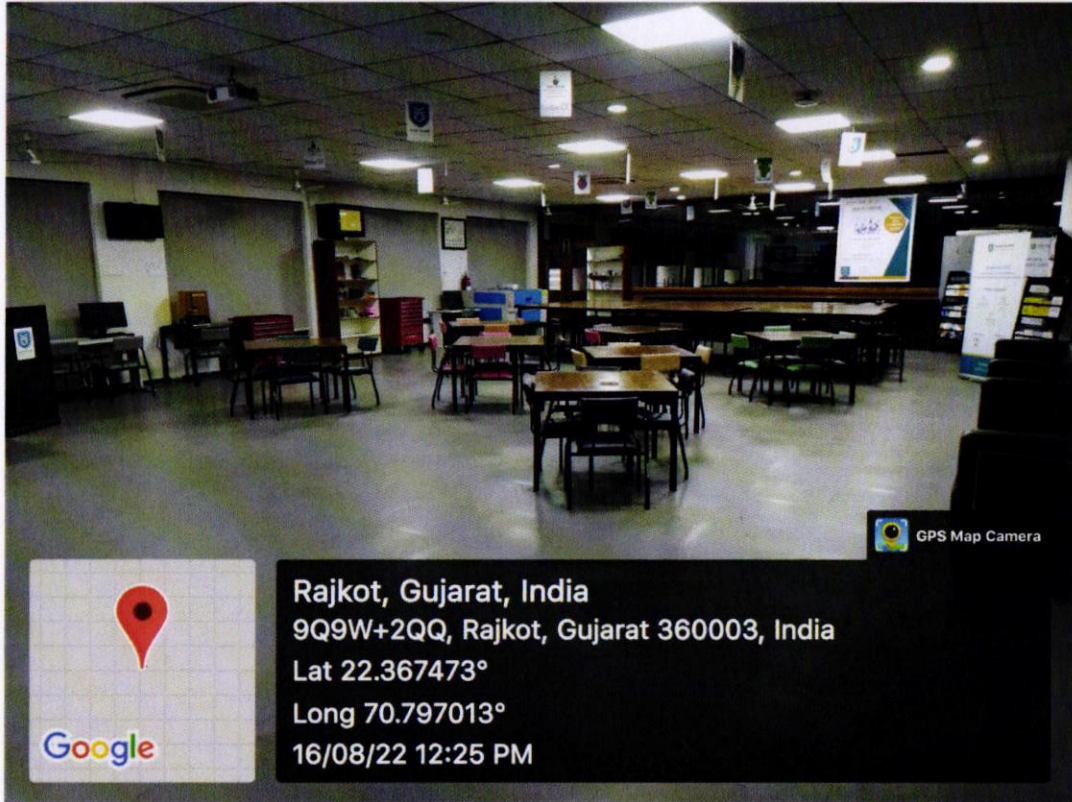 GPS Map Camera
Rajkot, Gujarat, India
9Q9W+2QQ, Rajkot, Gujarat 360003, India
Lat 22.367473°
Long 70.797013°
16/08/22 12:25 PM
Google